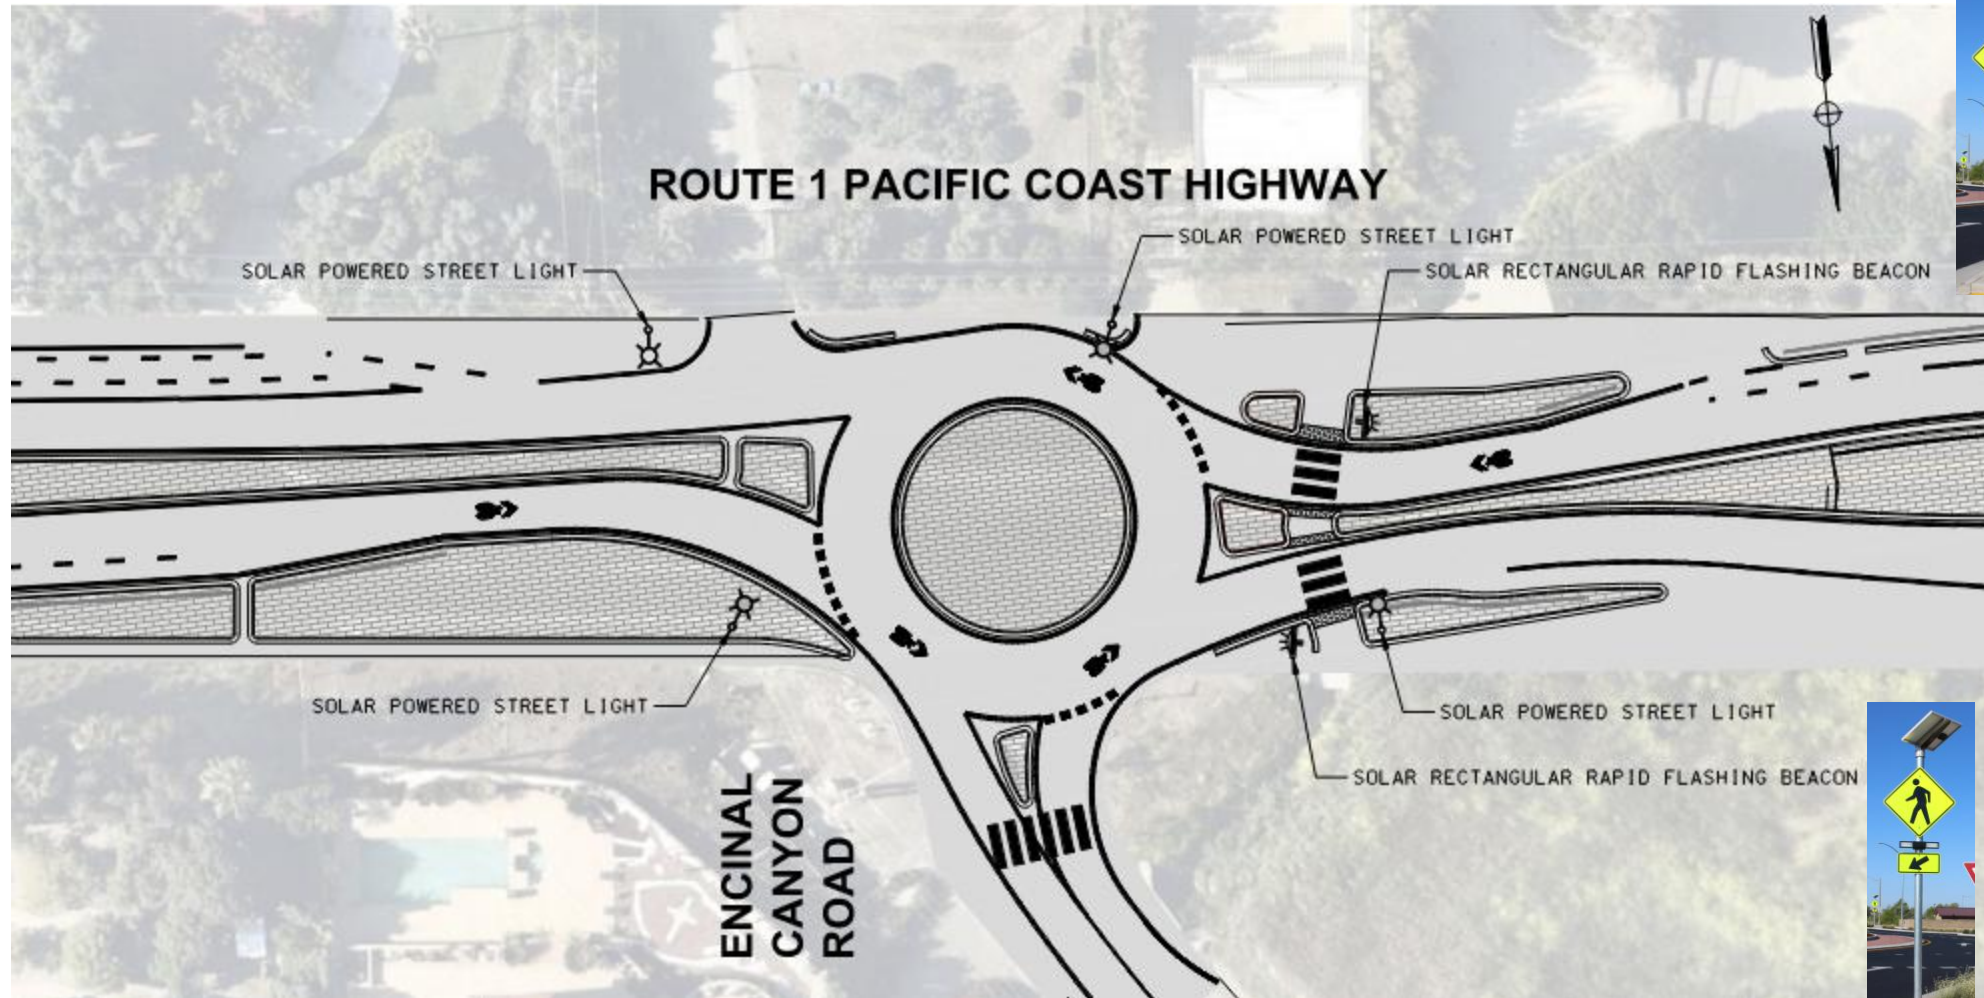 ROUTE 1 PACIFIC COAST HIGHWAY
SOLAR POWERED STREET LIGHT
SOLAR POWERED STREET LIGHT
SOLAR RECTANGULAR RAPID FLASHING BEACON
SOLAR POWERED STREET LIGHT
SOLAR POWERED STREET LIGHT
SOLAR RECTANGULAR RAPID FLASHING BEACON
ENCINAL
CANYON
ROAD